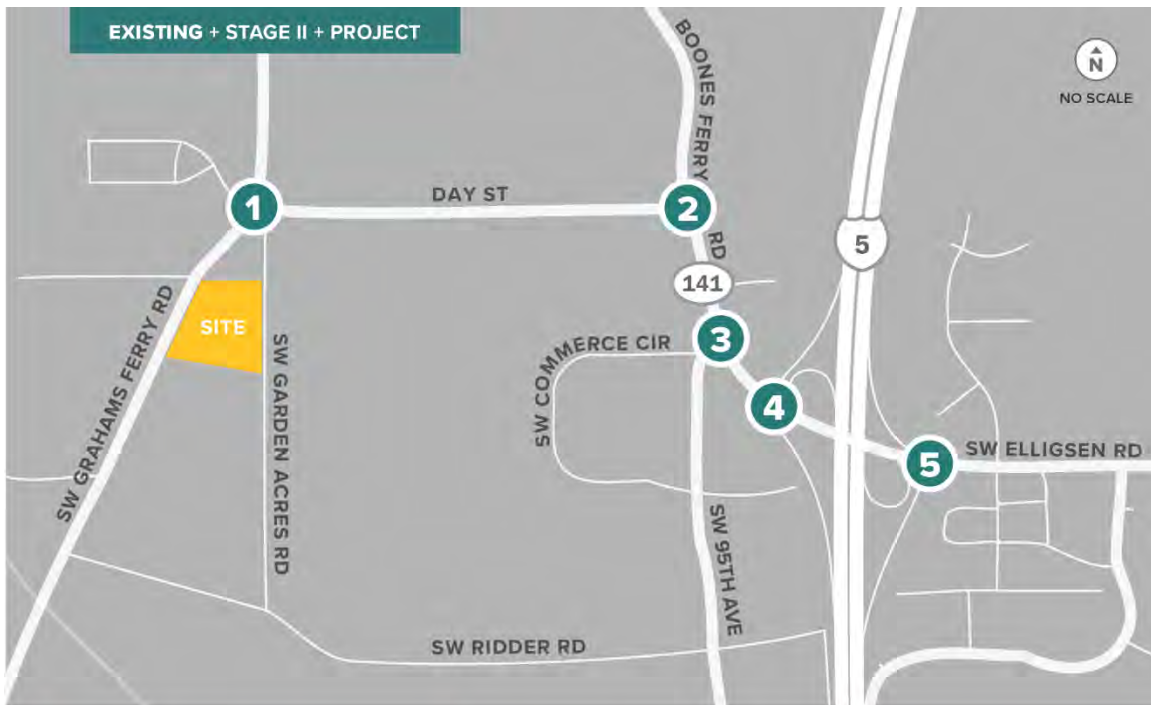 EXISTING + STAGE II + PROJECT
N
NO SCALE
BOONES FERRY RD
1
DAY ST
2
5
141
SITE
SW GRAHAMS FERRY RD
SW GARDEN ACRES RD
SW COMMERCE CIR
3
4
5
SW ELLIGSEN RD
SW 95TH AVE
SW RIDDER RD